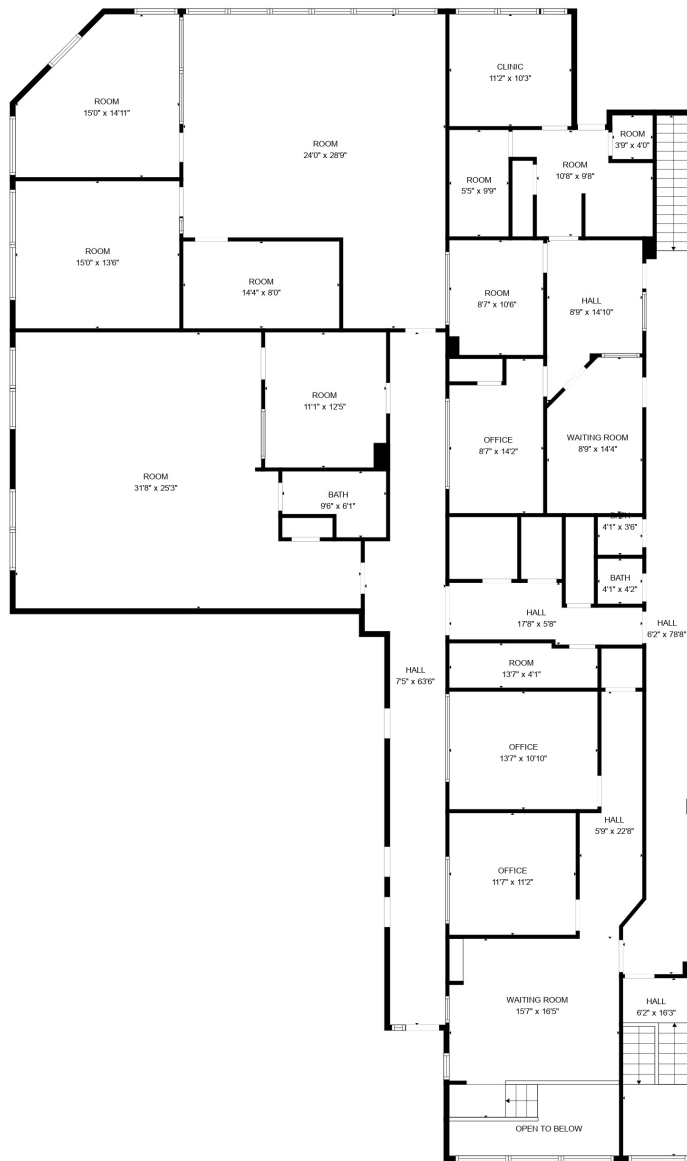 CLINIC
11'2" x 10'3"
ROOM
15'0" x 14'11"
ROOM
3'9" x 4'0"
ROOM
24'0" x 28'9"
ROOM
10'8" x 9'8"
ROOM
5'5" x 9'9"
ROOM
15'0" x 13'6"
ROOM
14'4" x 8'0"
ROOM
8'7" x 10'6"
HALL
8'9" x 14'10"
ROOM
11'1" x 12'5"
OFFICE
8'7" x 14'2"
WAITING ROOM
8'9" x 14'4"
ROOM
31'8" x 25'3"
BATH
9'6" x 6'1"
BATH
4'1" x 3'6"
BATH
4'1" x 4'2"
HALL
17'8" x 5'8"
HALL
6'2" x 78'8"
HALL
7'5" x 63'6"
ROOM
13'7" x 4'1"
OFFICE
13'7" x 10'10"
HALL
5'9" x 22'8"
OFFICE
11'7" x 11'2"
WAITING ROOM
15'7" x 16'5"
HALL
6'2" x 16'3"
OPEN TO BELOW